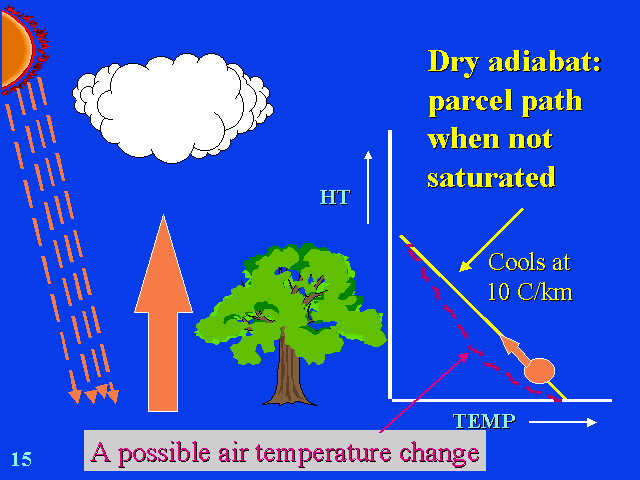 Dry adiabat:
parcel path
when not
saturated
HT
Cools at
10 C/km
TEMP
A possible air temperature change
15